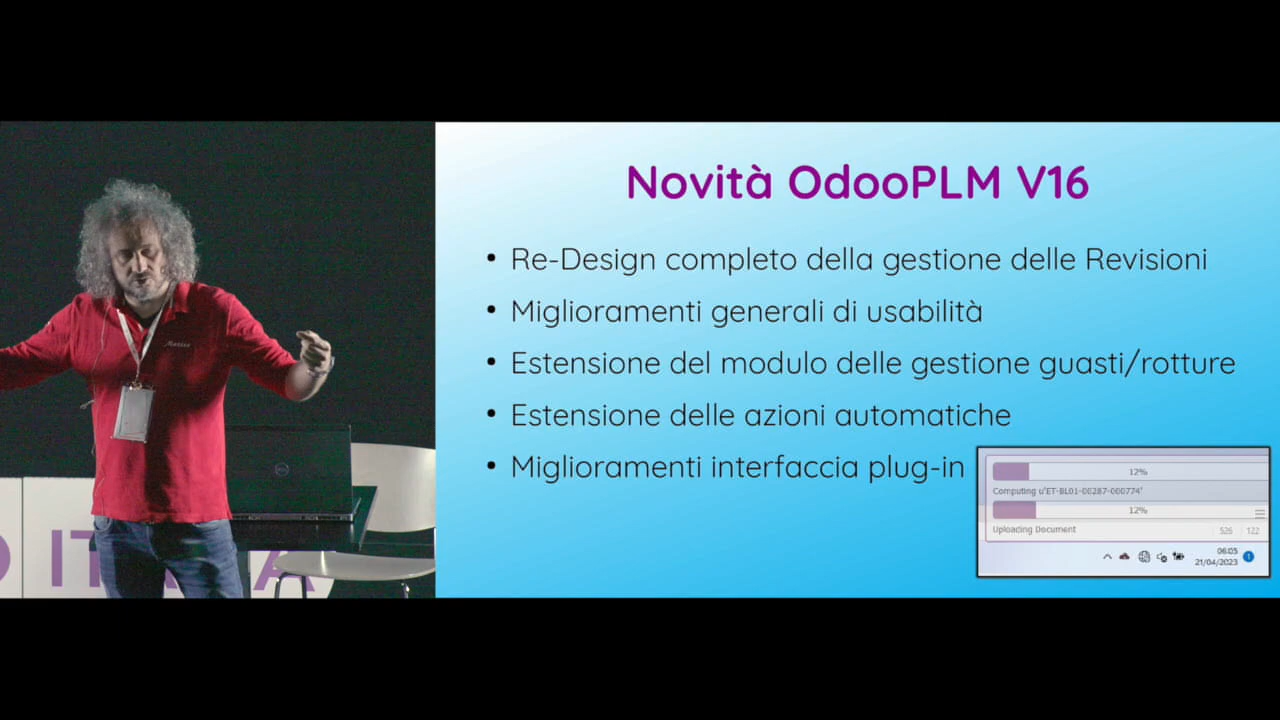 Novità OdooPLM V16
• Re-Design completo della gestione delle Revisioni
• Miglioramenti generali di usabilità
• Estensione del modulo delle gestione guasti/rotture
• Estensione delle azioni automatiche
• Miglioramenti interfaccia plug-in
12%
Computing u'ET-BL01-00287-000774'
12%
Uploading Document
526 122
06:05
21/04/2023
1
DELL